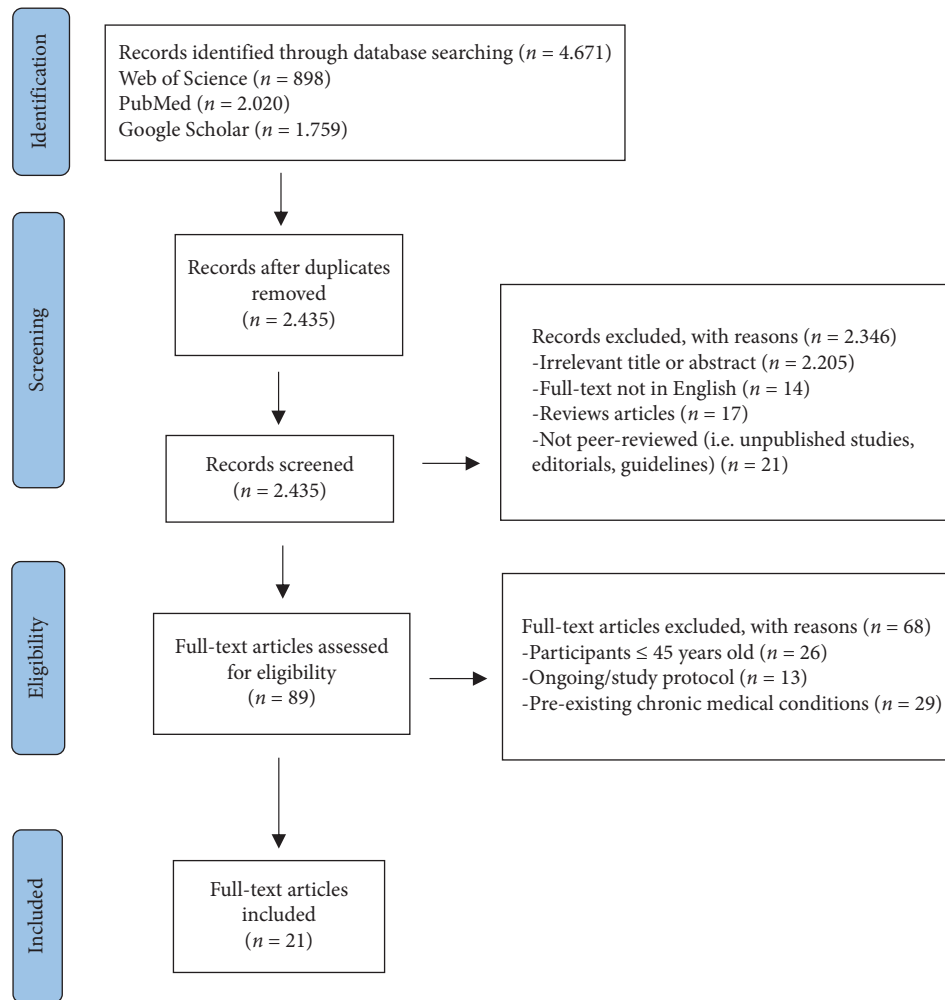 Identification
Records identified through database searching (n = 4.671)
Web of Science (n = 898)
PubMed (n = 2.020)
Google Scholar (n = 1.759)
Screening
Records after duplicates
removed
(n = 2.435)
Records excluded, with reasons (n = 2.346)
-Irrelevant title or abstract (n = 2.205)
-Full-text not in English (n = 14)
-Reviews articles (n = 17)
-Not peer-reviewed (i.e. unpublished studies,
editorials, guidelines) (n = 21)
Records screened
(n = 2.435)
Eligibility
Full-text articles assessed
for eligibility
(n = 89)
Full-text articles excluded, with reasons (n = 68)
-Participants ≤ 45 years old (n = 26)
-Ongoing/study protocol (n = 13)
-Pre-existing chronic medical conditions (n = 29)
Included
Full-text articles
included
(n = 21)